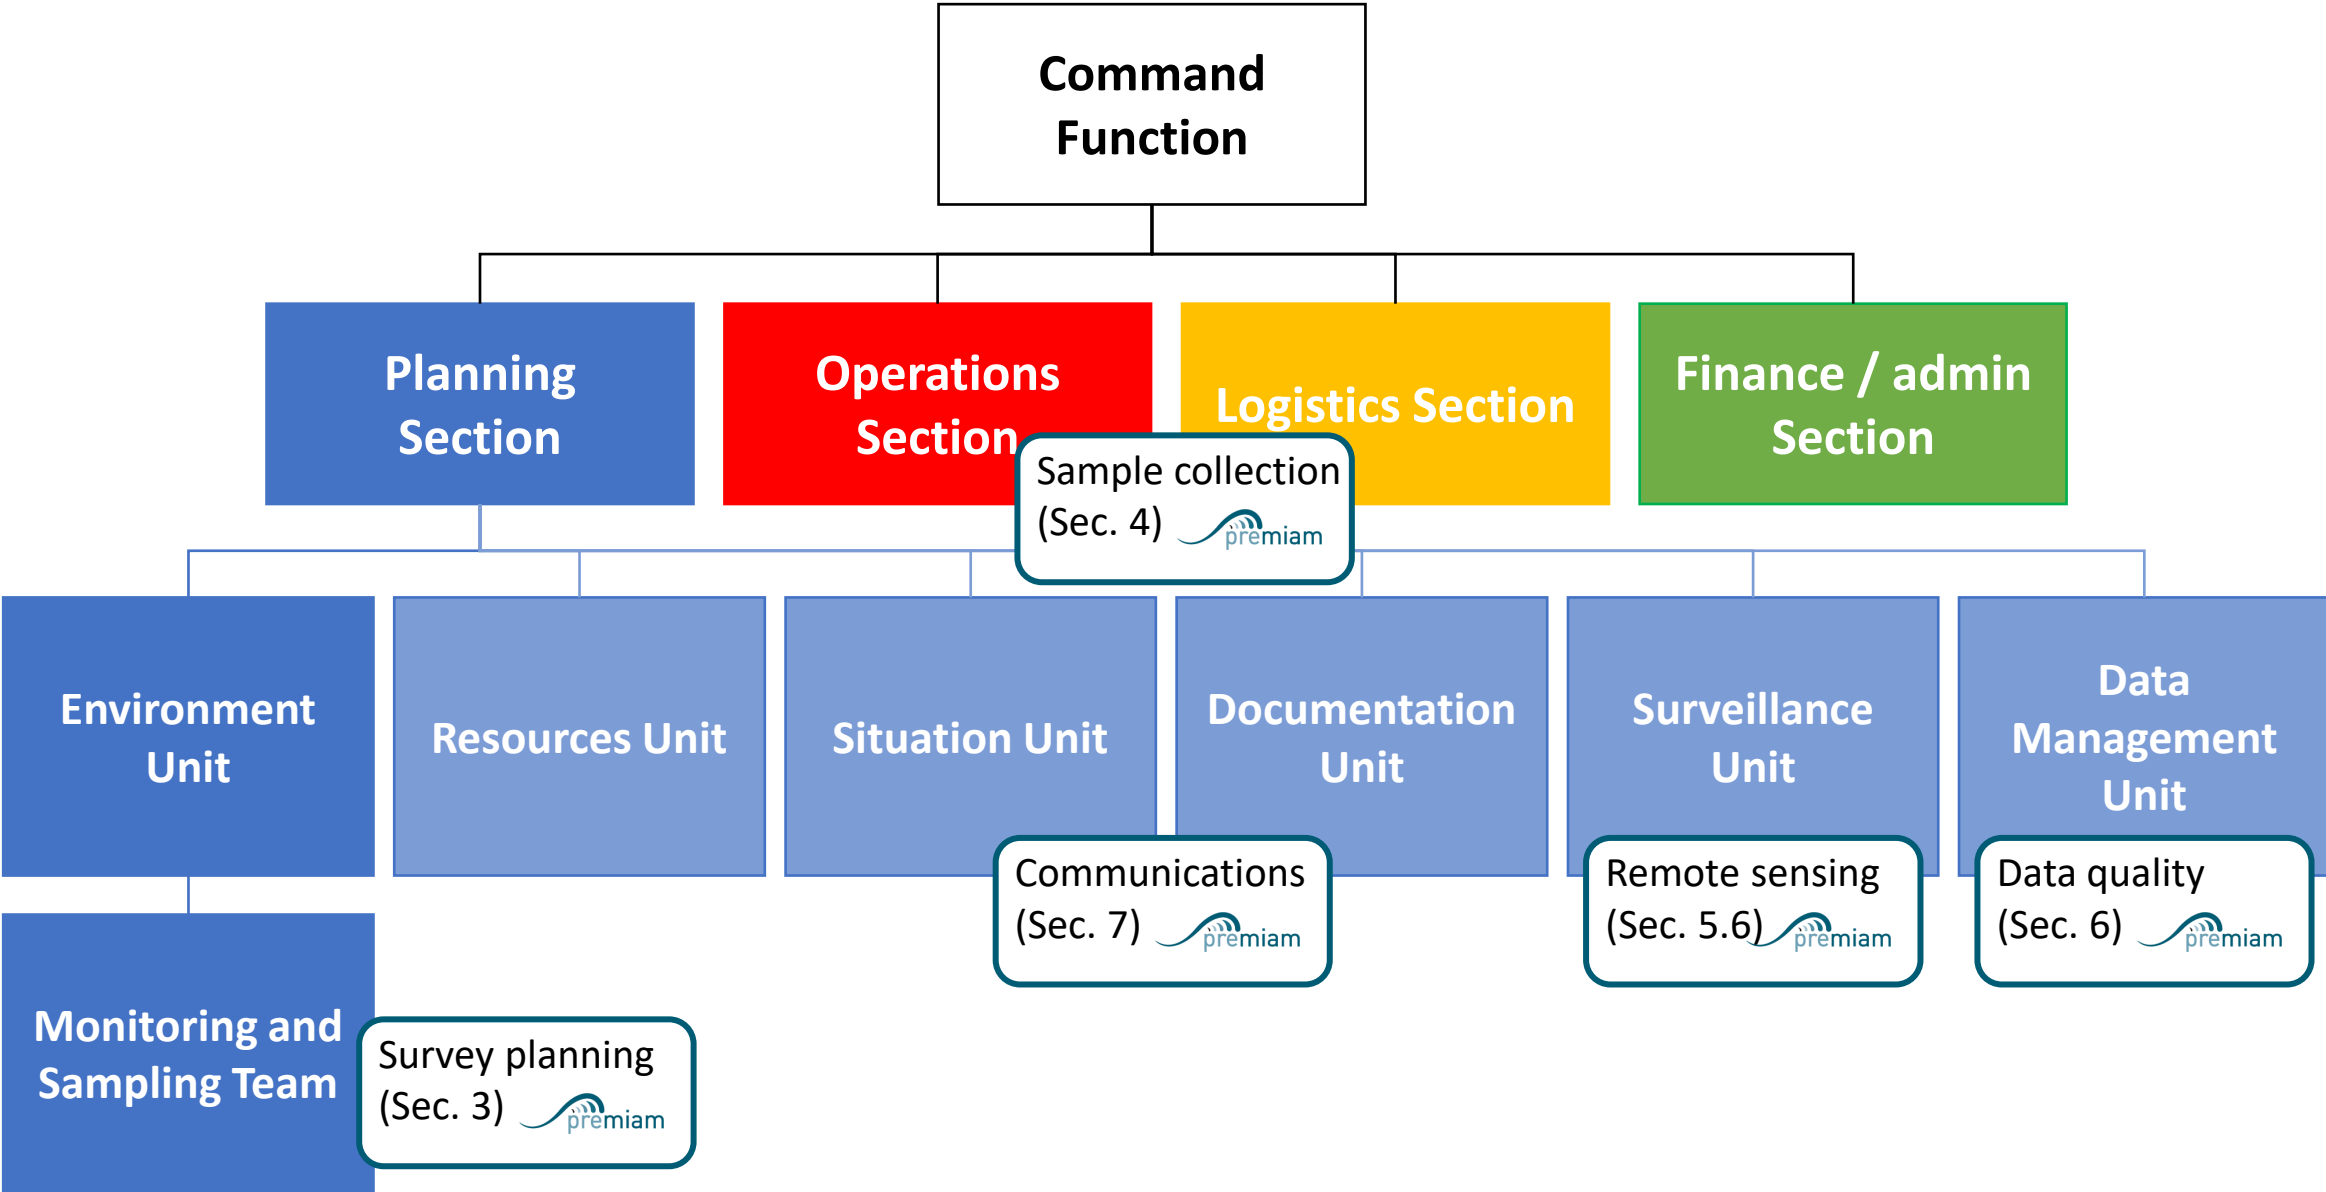 Command
Function
Planning
Section
Operations
Section
Logistics Section
Finance / admin
Section
Sample collection
(Sec. 4) premiam
Environment
Unit
Resources Unit
Situation Unit
Documentation
Unit
Surveillance
Unit
Data
Management
Unit
Communications
(Sec. 7) premiam
Remote sensing
(Sec. 5.6) premiam
Data quality
(Sec. 6) premiam
Monitoring and
Sampling Team
Survey planning
(Sec. 3) premiam